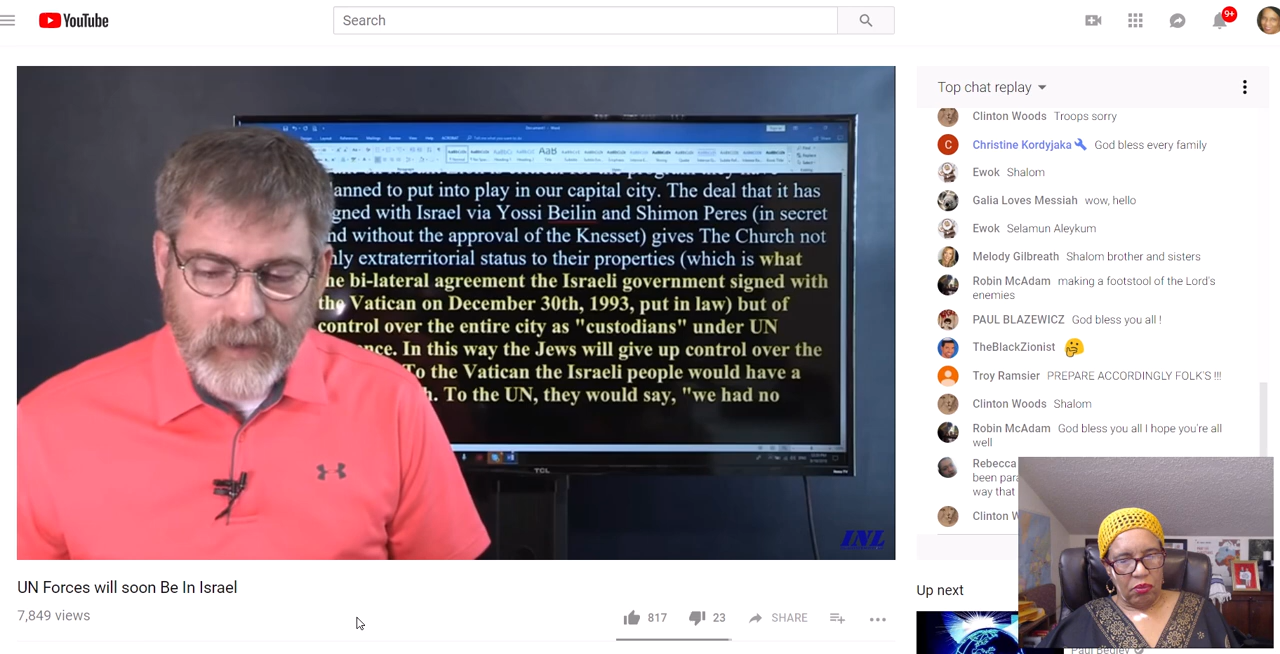 YouTube
Search
9+
anned to put into play in our capital city. The deal that it has
gned with Israel via Yossi Beilin and Shimon Peres (in secret
nd without the approval of the Knesset) gives The Church not
nly extraterritorial status to their properties (which is what
he bi-lateral agreement the Israeli government signed with
the Vatican on December 30th, 1993, put in law) but of
control over the entire city as "custodians" under UN
nce. In this way the Jews will give up control over the
To the Vatican the Israeli people would have a
h. To the UN, they would say, "we had no
TCL
INL
UN Forces will soon Be In Israel
7,849 views
817
23
SHARE
Top chat replay
Clinton Woods Troops sorry
C
Christine Kordyjaka God bless every family
Ewok Shalom
Galia Loves Messiah wow, hello
Ewok Selamun Aleykum
Melody Gilbreath Shalom brother and sisters
Robin McAdam making a footstool of the Lord's
enemies
PAUL BLAZEWICZ God bless you all !
TheBlackZionist
Troy Ramsier PREPARE ACCORDINGLY FOLK'S !!!
Clinton Woods Shalom
Robin McAdam God bless you all I hope you're all
well
Rebecca
been para
way that
Clinton W
Up next
Paul Begley